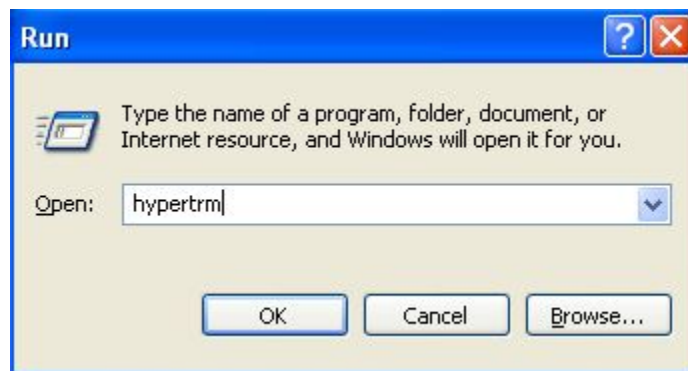 Run
Type the name of a program, folder, document, or
Internet resource, and Windows will open it for you.
Open:
hypertrm
OK
Cancel
Browse...